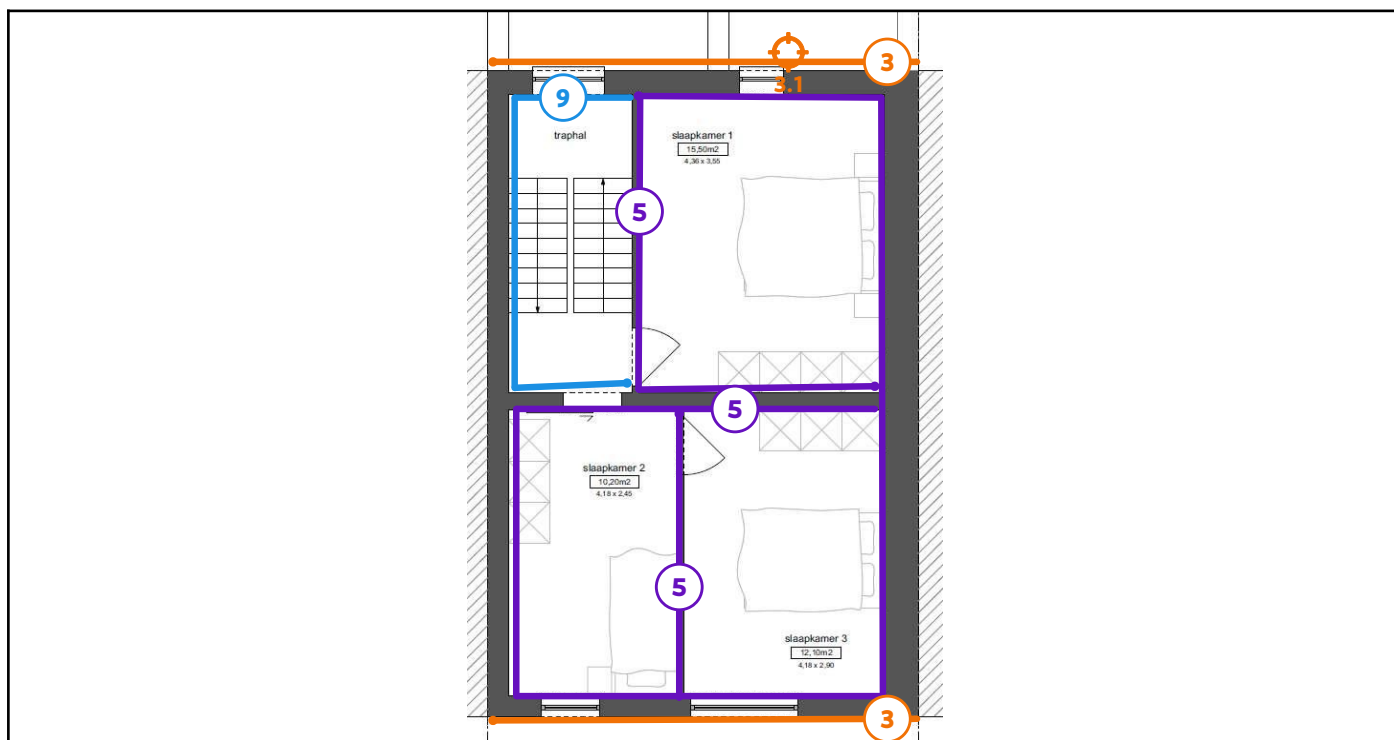 3
3.1
9
traphal
slaapkamer 1
15,50m2
4,36 x 3,55
5
5
slaapkamer 2
10,20m2
4,18 x 2,45
5
slaapkamer 3
12,10m2
4,18 x 2,90
3